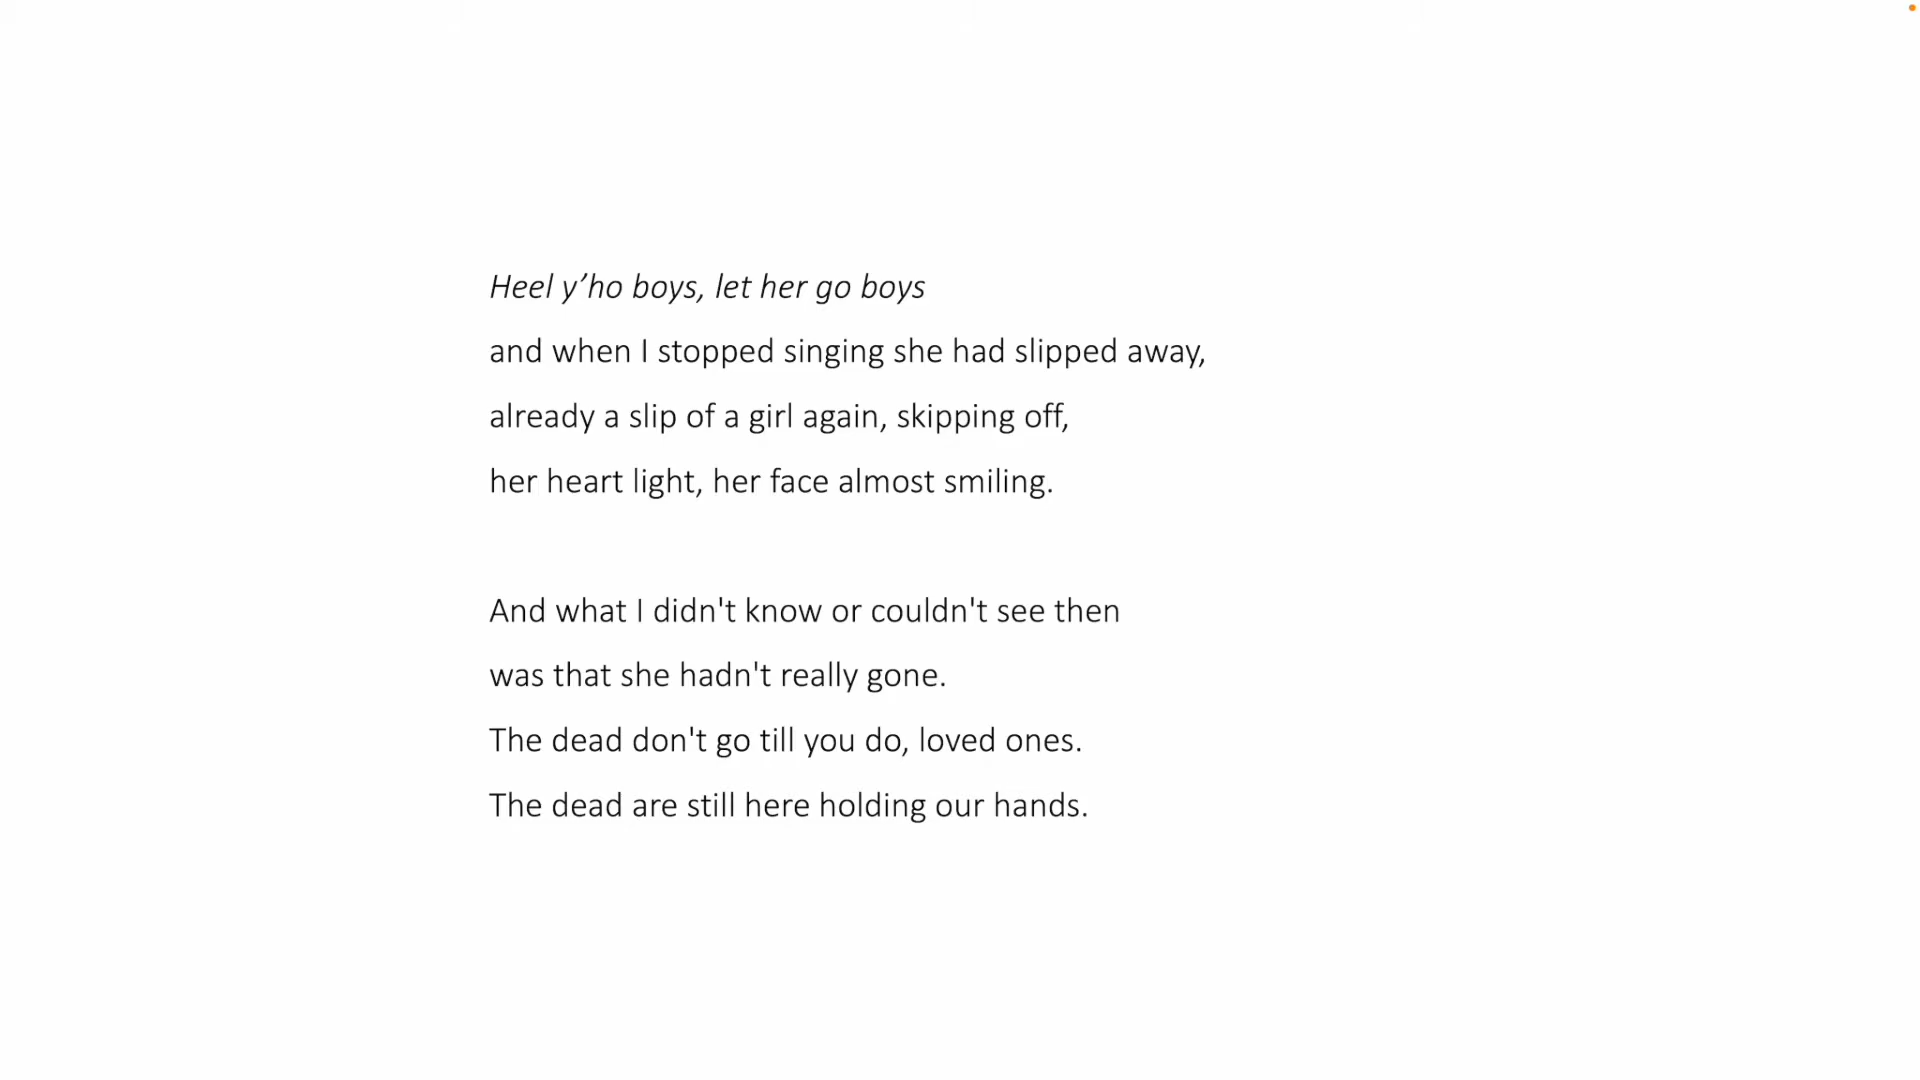 Heel y’ho boys, let her go boys
and when I stopped singing she had slipped away,
already a slip of a girl again, skipping off,
her heart light, her face almost smiling.
And what I didn't know or couldn't see then
was that she hadn't really gone.
The dead don't go till you do, loved ones.
The dead are still here holding our hands.